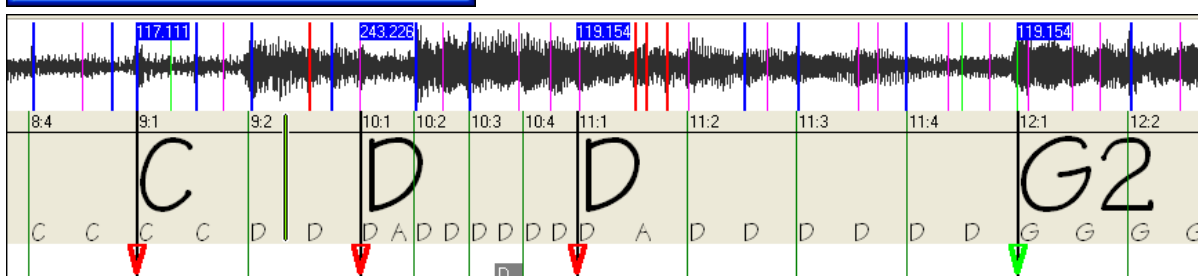 117.111 243.226 119.154 119.154
8:4 9:1 9:2 10:1 10:2 10:3 10:4 11:1 11:2 11:3 11:4 12:1 12:2
C D D G2
C C C C D D D A D D D D D D D A D D D D D D G G G G
D